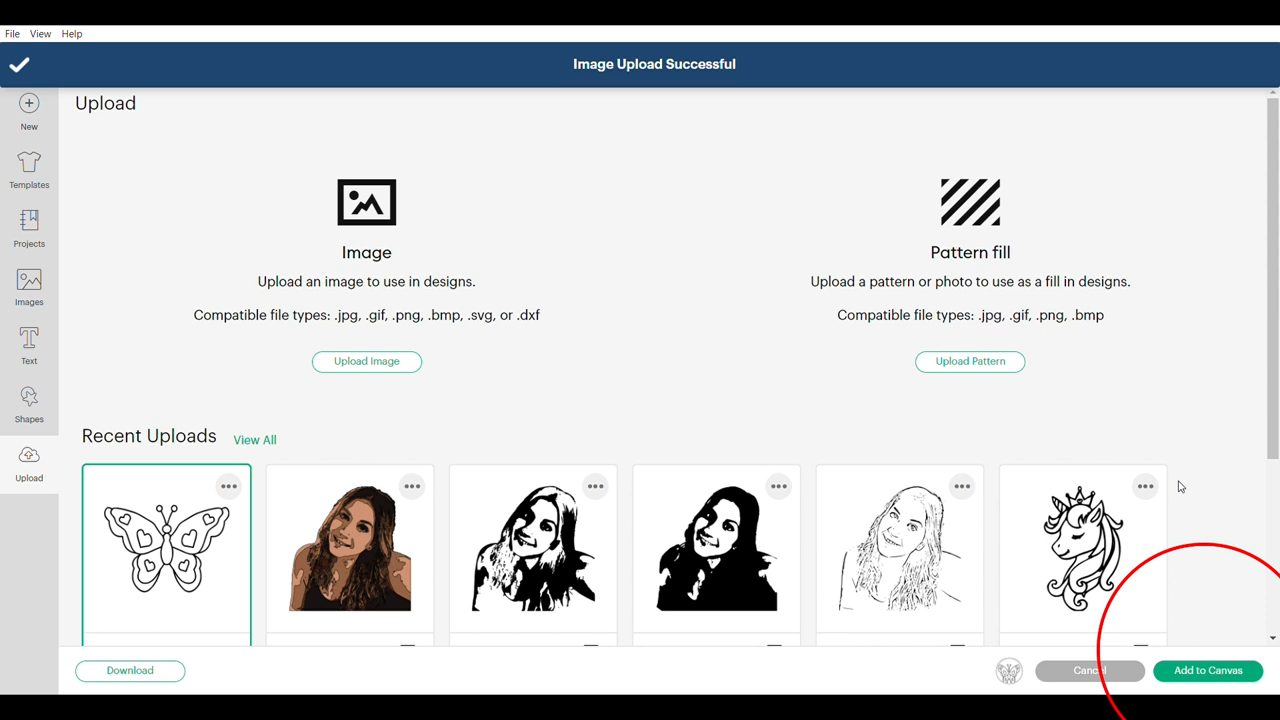 File View Help
Image Upload Successful
Upload
New
Templates
Projects
Images
Text
Shapes
Upload
Image
Upload an image to use in designs.
Compatible file types: .jpg, .gif, .png, .bmp, .svg, or .dxf
Upload Image
Pattern fill
Upload a pattern or photo to use as a fill in designs.
Compatible file types: .jpg, .gif, .png, .bmp
Upload Pattern
Recent Uploads View All
Download
Cancel
Add to Canvas